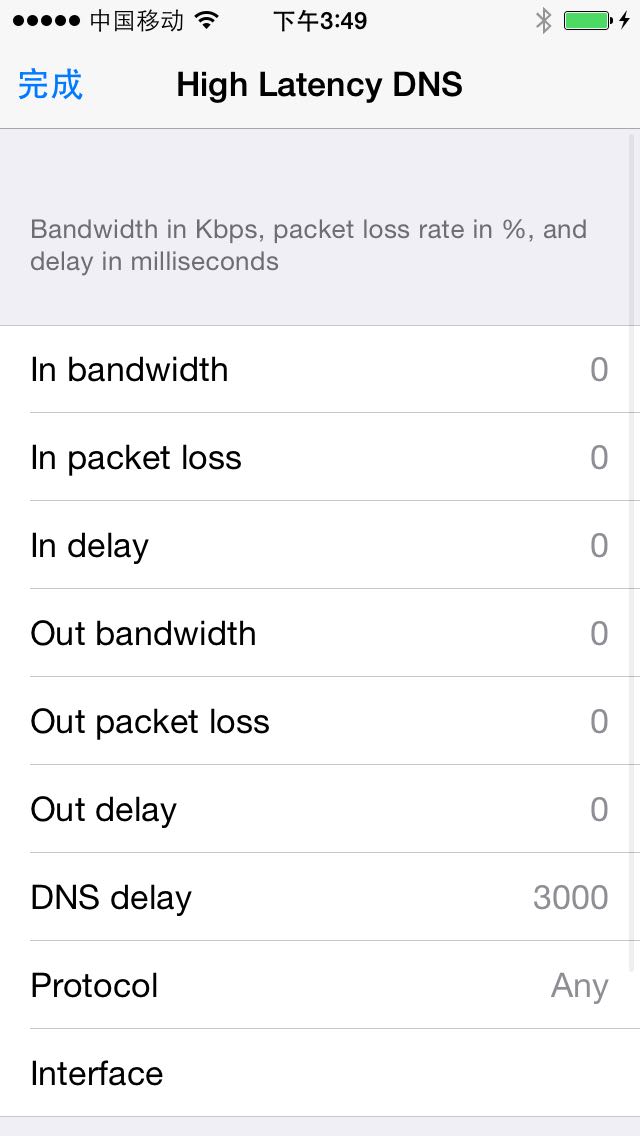 中国移动 下午3:49
完成 High Latency DNS
Bandwidth in Kbps, packet loss rate in %, and
delay in milliseconds
In bandwidth 0
In packet loss 0
In delay 0
Out bandwidth 0
Out packet loss 0
Out delay 0
DNS delay 3000
Protocol Any
Interface